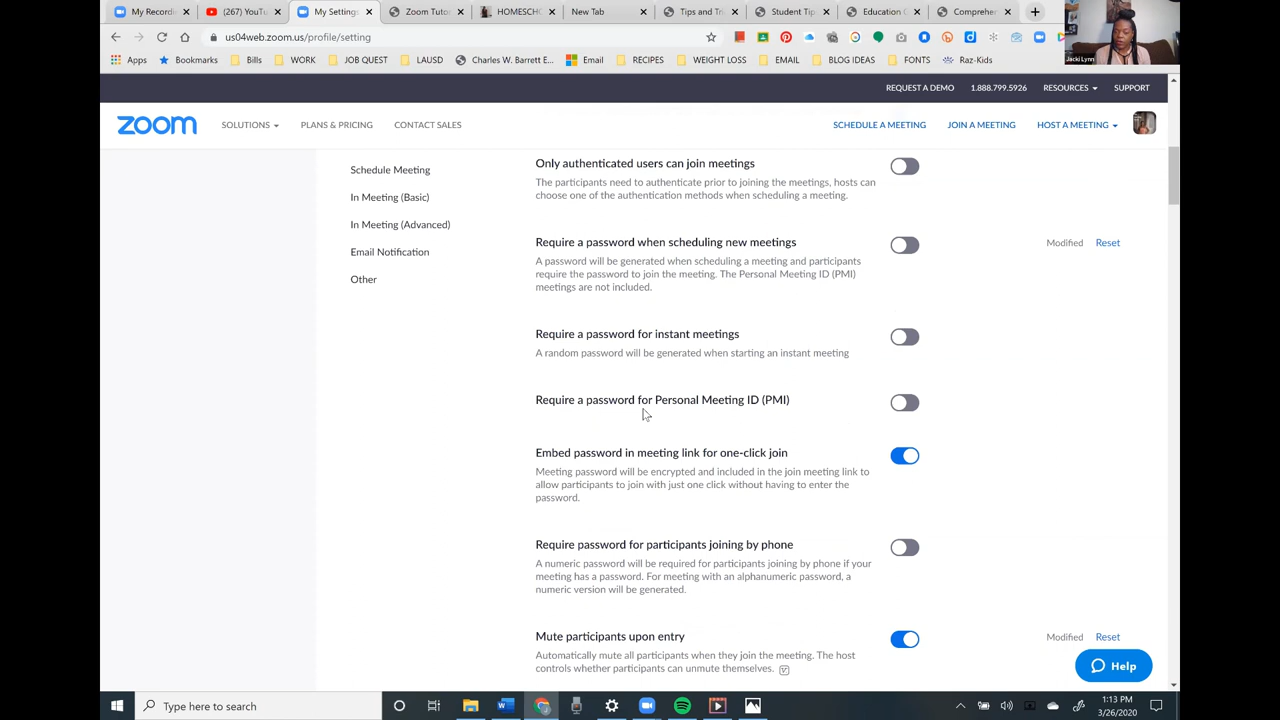 My Recordi
(267) YouTu
My Setting
Zoom Tutor
HOMESCHO
New Tab
Tips and Tri
Student Tip
Education C
Comprehen
us04web.zoom.us/profile/setting
Apps
Bookmarks
Bills
WORK
JOB QUEST
LAUSD
Charles W. Barrett E...
Email
RECIPES
WEIGHT LOSS
EMAIL
BLOG IDEAS
FONTS
Raz-Kids
Jacki Lynn
REQUEST A DEMO
1.888.799.5926
RESOURCES
SUPPORT
zoom
SOLUTIONS
PLANS & PRICING
CONTACT SALES
SCHEDULE A MEETING
JOIN A MEETING
HOST A MEETING
Schedule Meeting
In Meeting (Basic)
In Meeting (Advanced)
Email Notification
Other
Only authenticated users can join meetings
The participants need to authenticate prior to joining the meetings, hosts can
choose one of the authentication methods when scheduling a meeting.
Require a password when scheduling new meetings
Modified
Reset
A password will be generated when scheduling a meeting and participants
require the password to join the meeting. The Personal Meeting ID (PMI)
meetings are not included.
Require a password for instant meetings
A random password will be generated when starting an instant meeting
Require a password for Personal Meeting ID (PMI)
Embed password in meeting link for one-click join
Meeting password will be encrypted and included in the join meeting link to
allow participants to join with just one click without having to enter the
password.
Require password for participants joining by phone
A numeric password will be required for participants joining by phone if your
meeting has a password. For meeting with an alphanumeric password, a
numeric version will be generated.
Mute participants upon entry
Modified
Reset
Automatically mute all participants when they join the meeting. The host
controls whether participants can unmute themselves.
Help
Type here to search
1:13 PM
3/26/2020